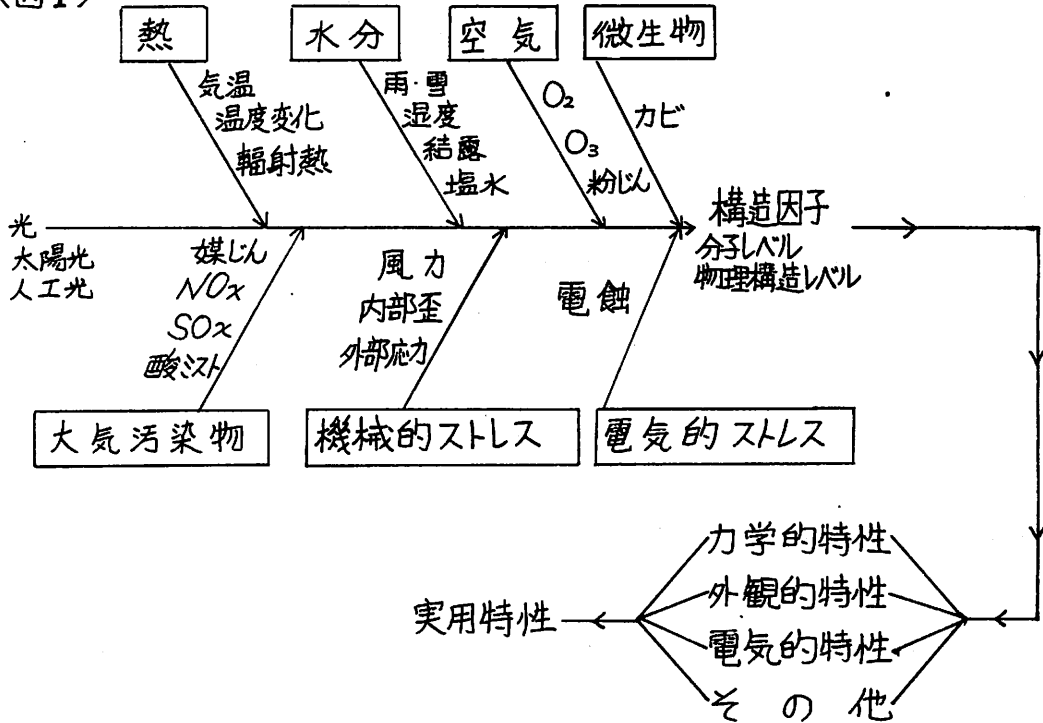 〈図1〉
熱
水分
空気
微生物
気温
温度変化
輻射熱
雨・雪
湿度
結露
塩水
O₂
O₃
粉じん
カビ
光
太陽光
人工光
構造因子
分子レベル
物理構造レベル
媒じん
NOx
SOx
酸ミスト
風力
内部歪
外部応力
電蝕
大気汚染物
機械的ストレス
電気的ストレス
力学的特性
外観的特性
電気的特性
その他
実用特性